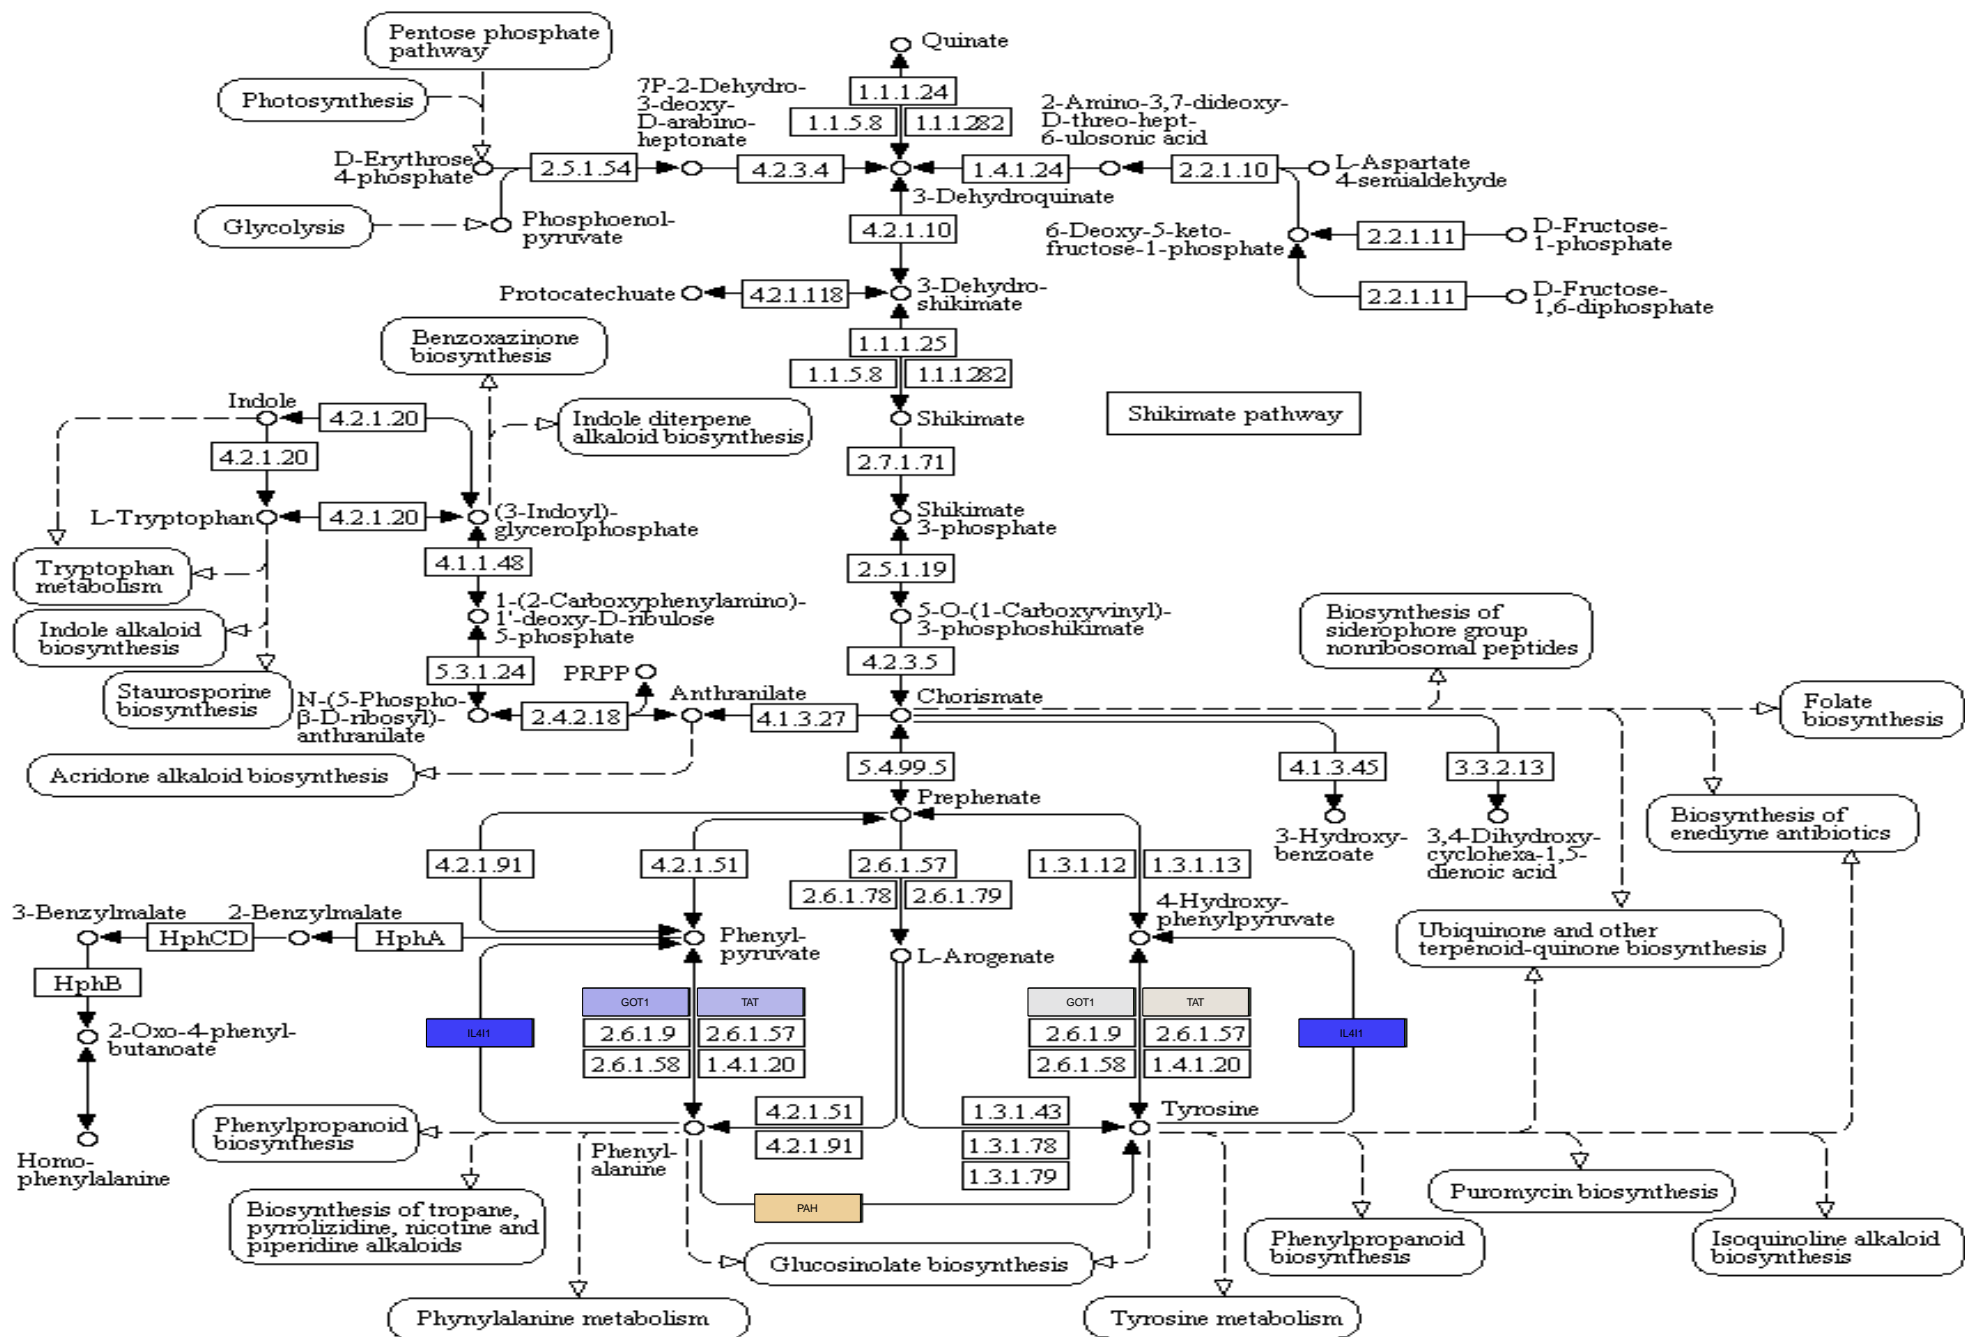 Pentose phosphate
pathway
Photosynthesis
Quinate
7P-2-Dehydro-
3-deoxy-
D-arabino-
heptonate
1.1.1.24
1.1.5.8
1.1.1.282
2-Amino-3,7-dideoxy-
D-threo-hept-
6-ulosonic acid
D-Erythrose
4-phosphate
2.5.1.54
4.2.3.4
1.4.1.24
2.2.1.10
L-Aspartate
4-semialdehyde
3-Dehydroquinate
Glycolysis
Phosphoenol-
pyruvate
4.2.1.10
6-Deoxy-5-keto-
fructose-1-phosphate
2.2.1.11
D-Fructose-
1-phosphate
Protocatechuate
4.2.1.118
3-Dehydro-
shikimate
2.2.1.11
D-Fructose-
1,6-diphosphate
Benzoxazinone
biosynthesis
1.1.1.25
1.1.5.8
1.1.1.282
Indole
4.2.1.20
Indole diterpene
alkaloid biosynthesis
Shikimate
Shikimate pathway
4.2.1.20
2.7.1.71
L-Tryptophan
4.2.1.20
(3-Indoyl)-
glycerolphosphate
Shikimate
3-phosphate
Tryptophan
metabolism
4.1.1.48
2.5.1.19
1-(2-Carboxyphenylamino)-
1'-deoxy-D-ribulose
5-phosphate
5-O-(1-Carboxyvinyl)-
3-phosphoshikimate
Biosynthesis of
siderophore group
nonribosomal peptides
Indole alkaloid
biosynthesis
5.3.1.24
PRPP
4.2.3.5
Staurosporine
biosynthesis
N-(5-Phospho-
β-D-ribosyl)-
anthranilate
2.4.2.18
Anthranilate
4.1.3.27
Chorismate
Folate
biosynthesis
Acridone alkaloid biosynthesis
5.4.99.5
4.1.3.45
3.3.2.13
Prephenate
3-Hydroxy-
benzoate
3,4-Dihydroxy-
cyclohexa-1,5-
dienoic acid
Biosynthesis of
enediyne antibiotics
4.2.1.91
4.2.1.51
2.6.1.57
2.6.1.78
2.6.1.79
1.3.1.12
1.3.1.13
3-Benzylmalate
2-Benzylmalate
HphCD
HphA
Phenyl-
pyruvate
4-Hydroxy-
phenylpyruvate
Ubiquinone and other
terpenoid-quinone biosynthesis
L-Arogenate
HphB
GOT1
TAT
GOT1
TAT
2-Oxo-4-phenyl-
butanoate
IL4I1
2.6.1.9
2.6.1.57
2.6.1.9
2.6.1.57
IL4I1
2.6.1.58
1.4.1.20
2.6.1.58
1.4.1.20
Phenylpropanoid
biosynthesis
4.2.1.51
4.2.1.91
1.3.1.43
1.3.1.78
1.3.1.79
Tyrosine
Homo-
phenylalanine
Phenyl-
alanine
Biosynthesis of tropane,
pyrrolizidine, nicotine and
piperidine alkaloids
PAH
Puromycin biosynthesis
Glucosinolate biosynthesis
Phenylpropanoid
biosynthesis
Isoquinoline alkaloid
biosynthesis
Phynylalanine metabolism
Tyrosine metabolism